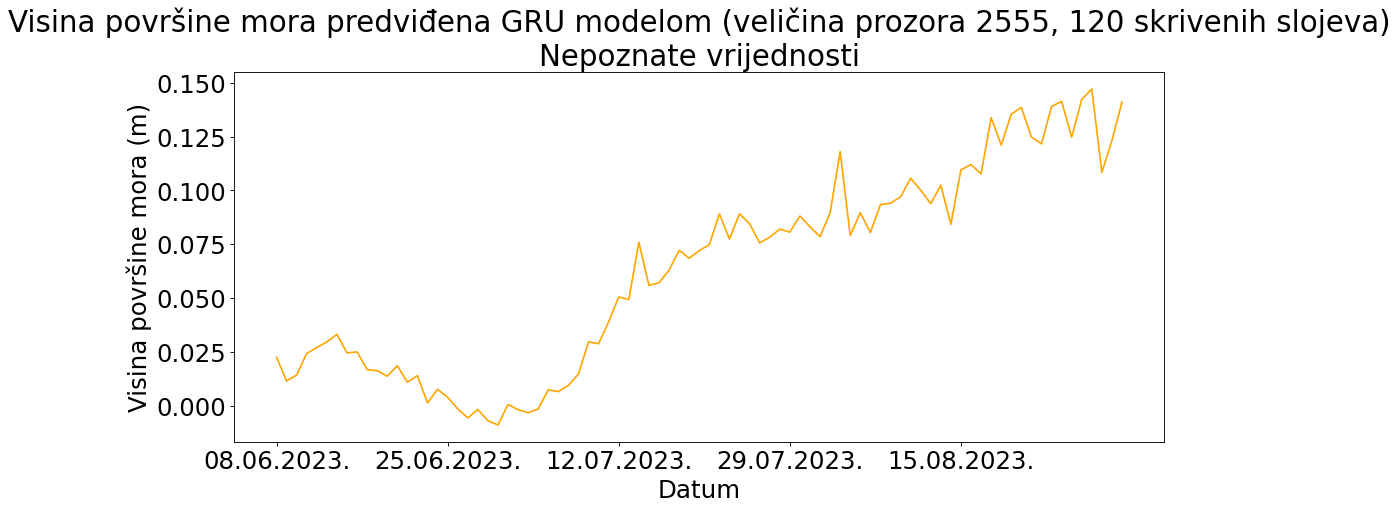 Visina površine mora predviđena GRU modelom (veličina prozora 2555, 120 skrivenih slojeva)
Nepoznate vrijednosti
Visina površine mora (m)
0.150
0.125
0.100
0.075
0.050
0.025
0.000
08.06.2023. 25.06.2023. 12.07.2023. 29.07.2023. 15.08.2023.
Datum